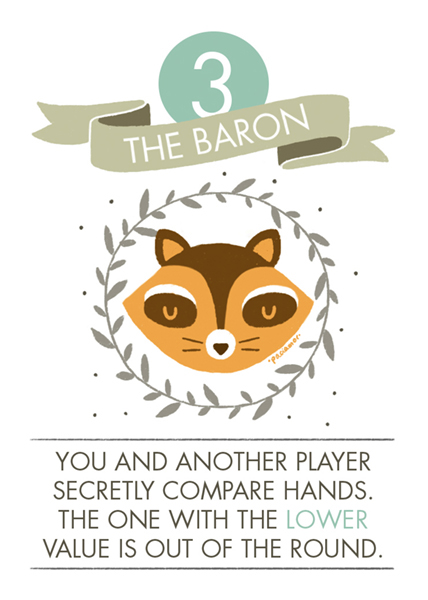 3
THE BARON
·panamot·
YOU AND ANOTHER PLAYER
SECRETLY COMPARE HANDS.
THE ONE WITH THE LOWER
VALUE IS OUT OF THE ROUND.